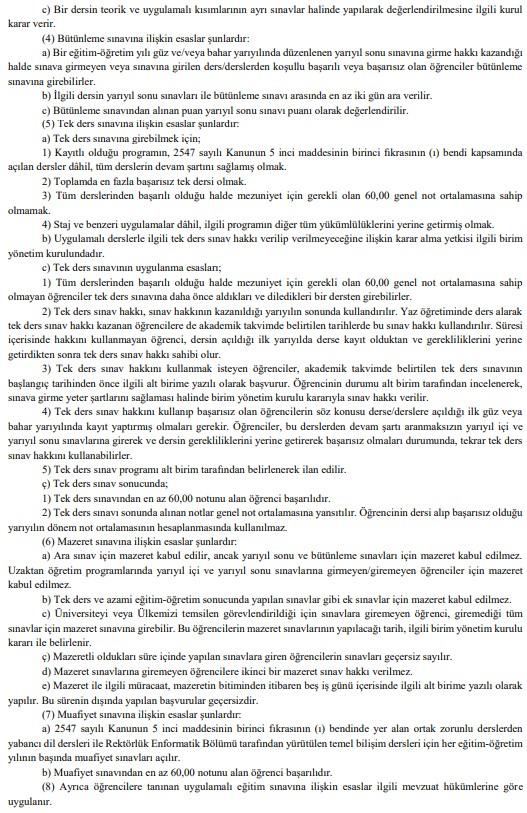 c) Bir dersin teorik ve uygulamalı kısımlarının ayrı sınavlar halinde yapılarak değerlendirilmesine ilgili kurul
karar verir.
(4) Bütünleme sınavına ilişkin esaslar şunlardır:
a) Bir eğitim-öğretim yılı güz ve/veya bahar yarıyılında düzenlenen yarıyıl sonu sınavına girme hakkı kazandığı
halde sınava girmeyen veya sınavına girilen ders/derslerden koşullu başarılı veya başarısız olan öğrenciler bütünleme
sınavına girebilirler.
b) İlgili dersin yarıyıl sonu sınavları ile bütünleme sınavı arasında en az iki gün ara verilir.
c) Bütünleme sınavından alınan puan yarıyıl sonu sınavı puanı olarak değerlendirilir.
(5) Tek ders sınavına ilişkin esaslar şunlardır:
a) Tek ders sınavına girebilmek için;
1) Kayıtlı olduğu programın, 2547 sayılı Kanunun 5 inci maddesinin birinci fıkrasının (ı) bendi kapsamında
açılan dersler dâhil, tüm derslerin devam şartını sağlamış olmak.
2) Toplamda en fazla başarısız tek dersi olmak.
3) Tüm derslerinden başarılı olduğu halde mezuniyet için gerekli olan 60,00 genel not ortalamasına sahip
olmamak.
4) Staj ve benzeri uygulamalar dâhil, ilgili programın diğer tüm yükümlülüklerini yerine getirmiş olmak.
b) Uygulamalı derslerle ilgili tek ders sınav hakkı verilip verilmeyeceğine ilişkin karar alma yetkisi ilgili birim
yönetim kurulundadır.
c) Tek ders sınavının uygulanma esasları;
1) Tüm derslerinden başarılı olduğu halde mezuniyet için gerekli olan 60,00 genel not ortalamasına sahip
olmayan öğrenciler tek ders sınavına daha önce aldıkları ve diledikleri bir dersten girebilirler.
2) Tek ders sınav hakkı, sınav hakkının kazanıldığı yarıyılın sonunda kullandırılır. Yaz öğretiminde ders alarak
tek ders sınav hakkı kazanan öğrencilere de akademik takvimde belirtilen tarihlerde bu sınav hakkı kullandırılır. Süresi
içerisinde hakkını kullanmayan öğrenci, dersin açıldığı ilk yarıyılda derse kayıt olduktan ve gerekliliklerini yerine
getirdikten sonra tek ders sınav hakkı sahibi olur.
3) Tek ders sınav hakkını kullanmak isteyen öğrenciler, akademik takvimde belirtilen tek ders sınavının
başlangıç tarihinden önce ilgili alt birime yazılı olarak başvurur. Öğrencinin durumu alt birim tarafından incelenerek,
sınava girme yeter şartlarını sağlaması halinde birim yönetim kurulu kararıyla sınav hakkı verilir.
4) Tek ders sınav hakkını kullanıp başarısız olan öğrencilerin söz konusu derse/derslere açıldığı ilk güz veya
bahar yarıyılında kayıt yaptırmış olmaları gerekir. Öğrenciler, bu derslerden devam şartı aranmaksızın yarıyıl içi ve
yarıyıl sonu sınavlarına girerek ve dersin gerekliliklerini yerine getirerek başarısız olmaları durumunda, tekrar tek ders
sınav hakkını kullanabilirler.
5) Tek ders sınav programı alt birim tarafından belirlenerek ilan edilir.
ç) Tek ders sınav sonucunda;
1) Tek ders sınavından en az 60,00 notunu alan öğrenci başarılıdır.
2) Tek ders sınavı sonunda alınan notlar genel not ortalamasına yansıtılır. Öğrencinin dersi alıp başarısız olduğu
yarıyılın dönem not ortalamasının hesaplanmasında kullanılmaz.
(6) Mazeret sınavına ilişkin esaslar şunlardır:
a) Ara sınav için mazeret kabul edilir, ancak yarıyıl sonu ve bütünleme sınavları için mazeret kabul edilmez.
Uzaktan öğretim programlarında yarıyıl içi ve yarıyıl sonu sınavlarına girmeyen/giremeyen öğrenciler için mazeret
kabul edilmez.
b) Tek ders ve azami eğitim-öğretim sonucunda yapılan sınavlar gibi ek sınavlar için mazeret kabul edilmez.
c) Üniversiteyi veya Ülkemizi temsilen görevlendirildiği için sınavlara giremeyen öğrenci, giremediği tüm
sınavlar için mazeret sınavına girebilir. Bu öğrencilerin mazeret sınavlarının yapılacağı tarih, ilgili birim yönetim kurulu
kararı ile belirlenir.
ç) Mazeretli oldukları süre içinde yapılan sınavlara giren öğrencilerin sınavları geçersiz sayılır.
d) Mazeret sınavlarına giremeyen öğrencilere ikinci bir mazeret sınav hakkı verilmez.
e) Mazeret ile ilgili müracaat, mazeretin bitiminden itibaren beş iş günü içerisinde ilgili alt birime yazılı olarak
yapılır. Bu sürenin dışında yapılan başvurular geçersizdir.
(7) Muafiyet sınavına ilişkin esaslar şunlardır:
a) 2547 sayılı Kanunun 5 inci maddesinin birinci fıkrasının (ı) bendinde yer alan ortak zorunlu derslerden
yabancı dil dersleri ile Rektörlük Enformatik Bölümü tarafından yürütülen temel bilişim dersleri için her eğitim-öğretim
yılının başında muafiyet sınavları açılır.
b) Muafiyet sınavından en az 60,00 notunu alan öğrenci başarılıdır.
(8) Ayrıca öğrencilere tanınan uygulamalı eğitim sınavına ilişkin esaslar ilgili mevzuat hükümlerine göre
uygulanır.